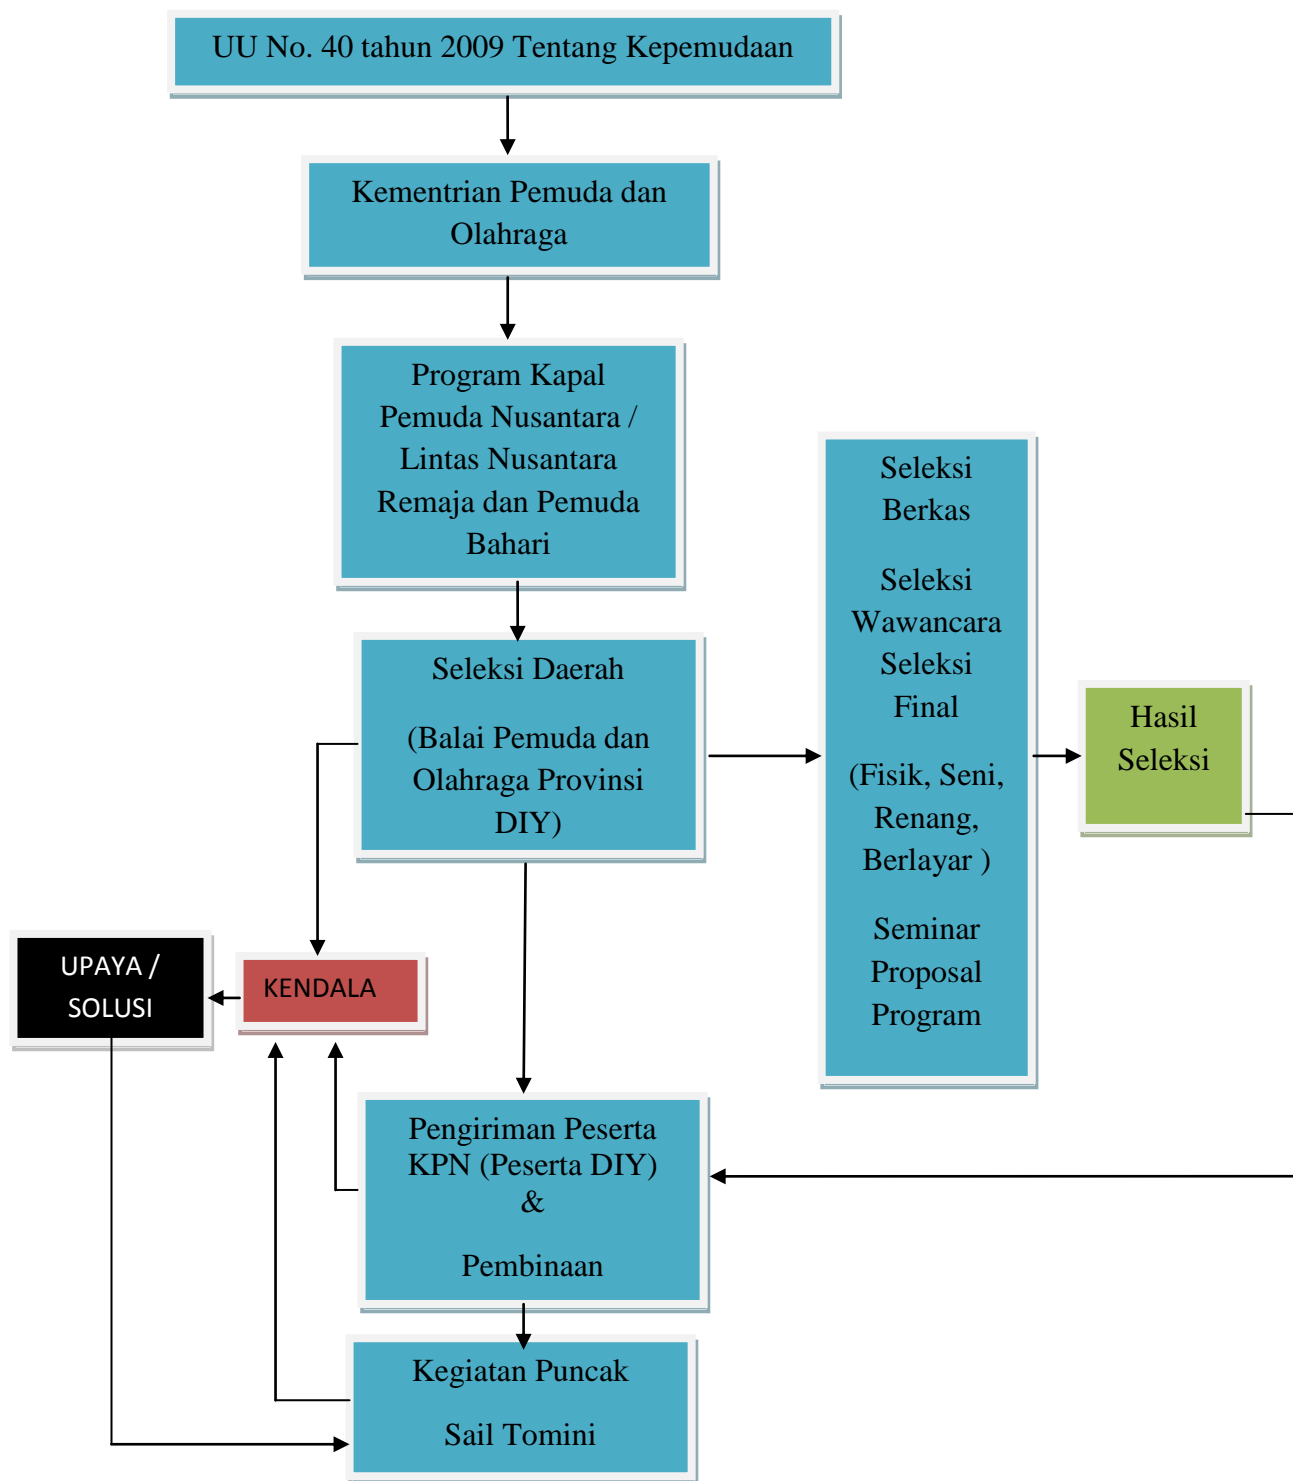 UU No. 40 tahun 2009 Tentang Kepemudaan
Kementrian Pemuda dan
Olahraga
Program Kapal
Pemuda Nusantara /
Lintas Nusantara
Remaja dan Pemuda
Bahari
Seleksi Daerah
(Balai Pemuda dan
Olahraga Provinsi
DIY)
Seleksi
Berkas
Seleksi
Wawancara
Seleksi
Final
(Fisik, Seni,
Renang,
Berlayar )
Seminar
Proposal
Program
Hasil
Seleksi
UPAYA /
SOLUSI
KENDALA
Pengiriman Peserta
KPN (Peserta DIY)
&
Pembinaan
Kegiatan Puncak
Sail Tomini